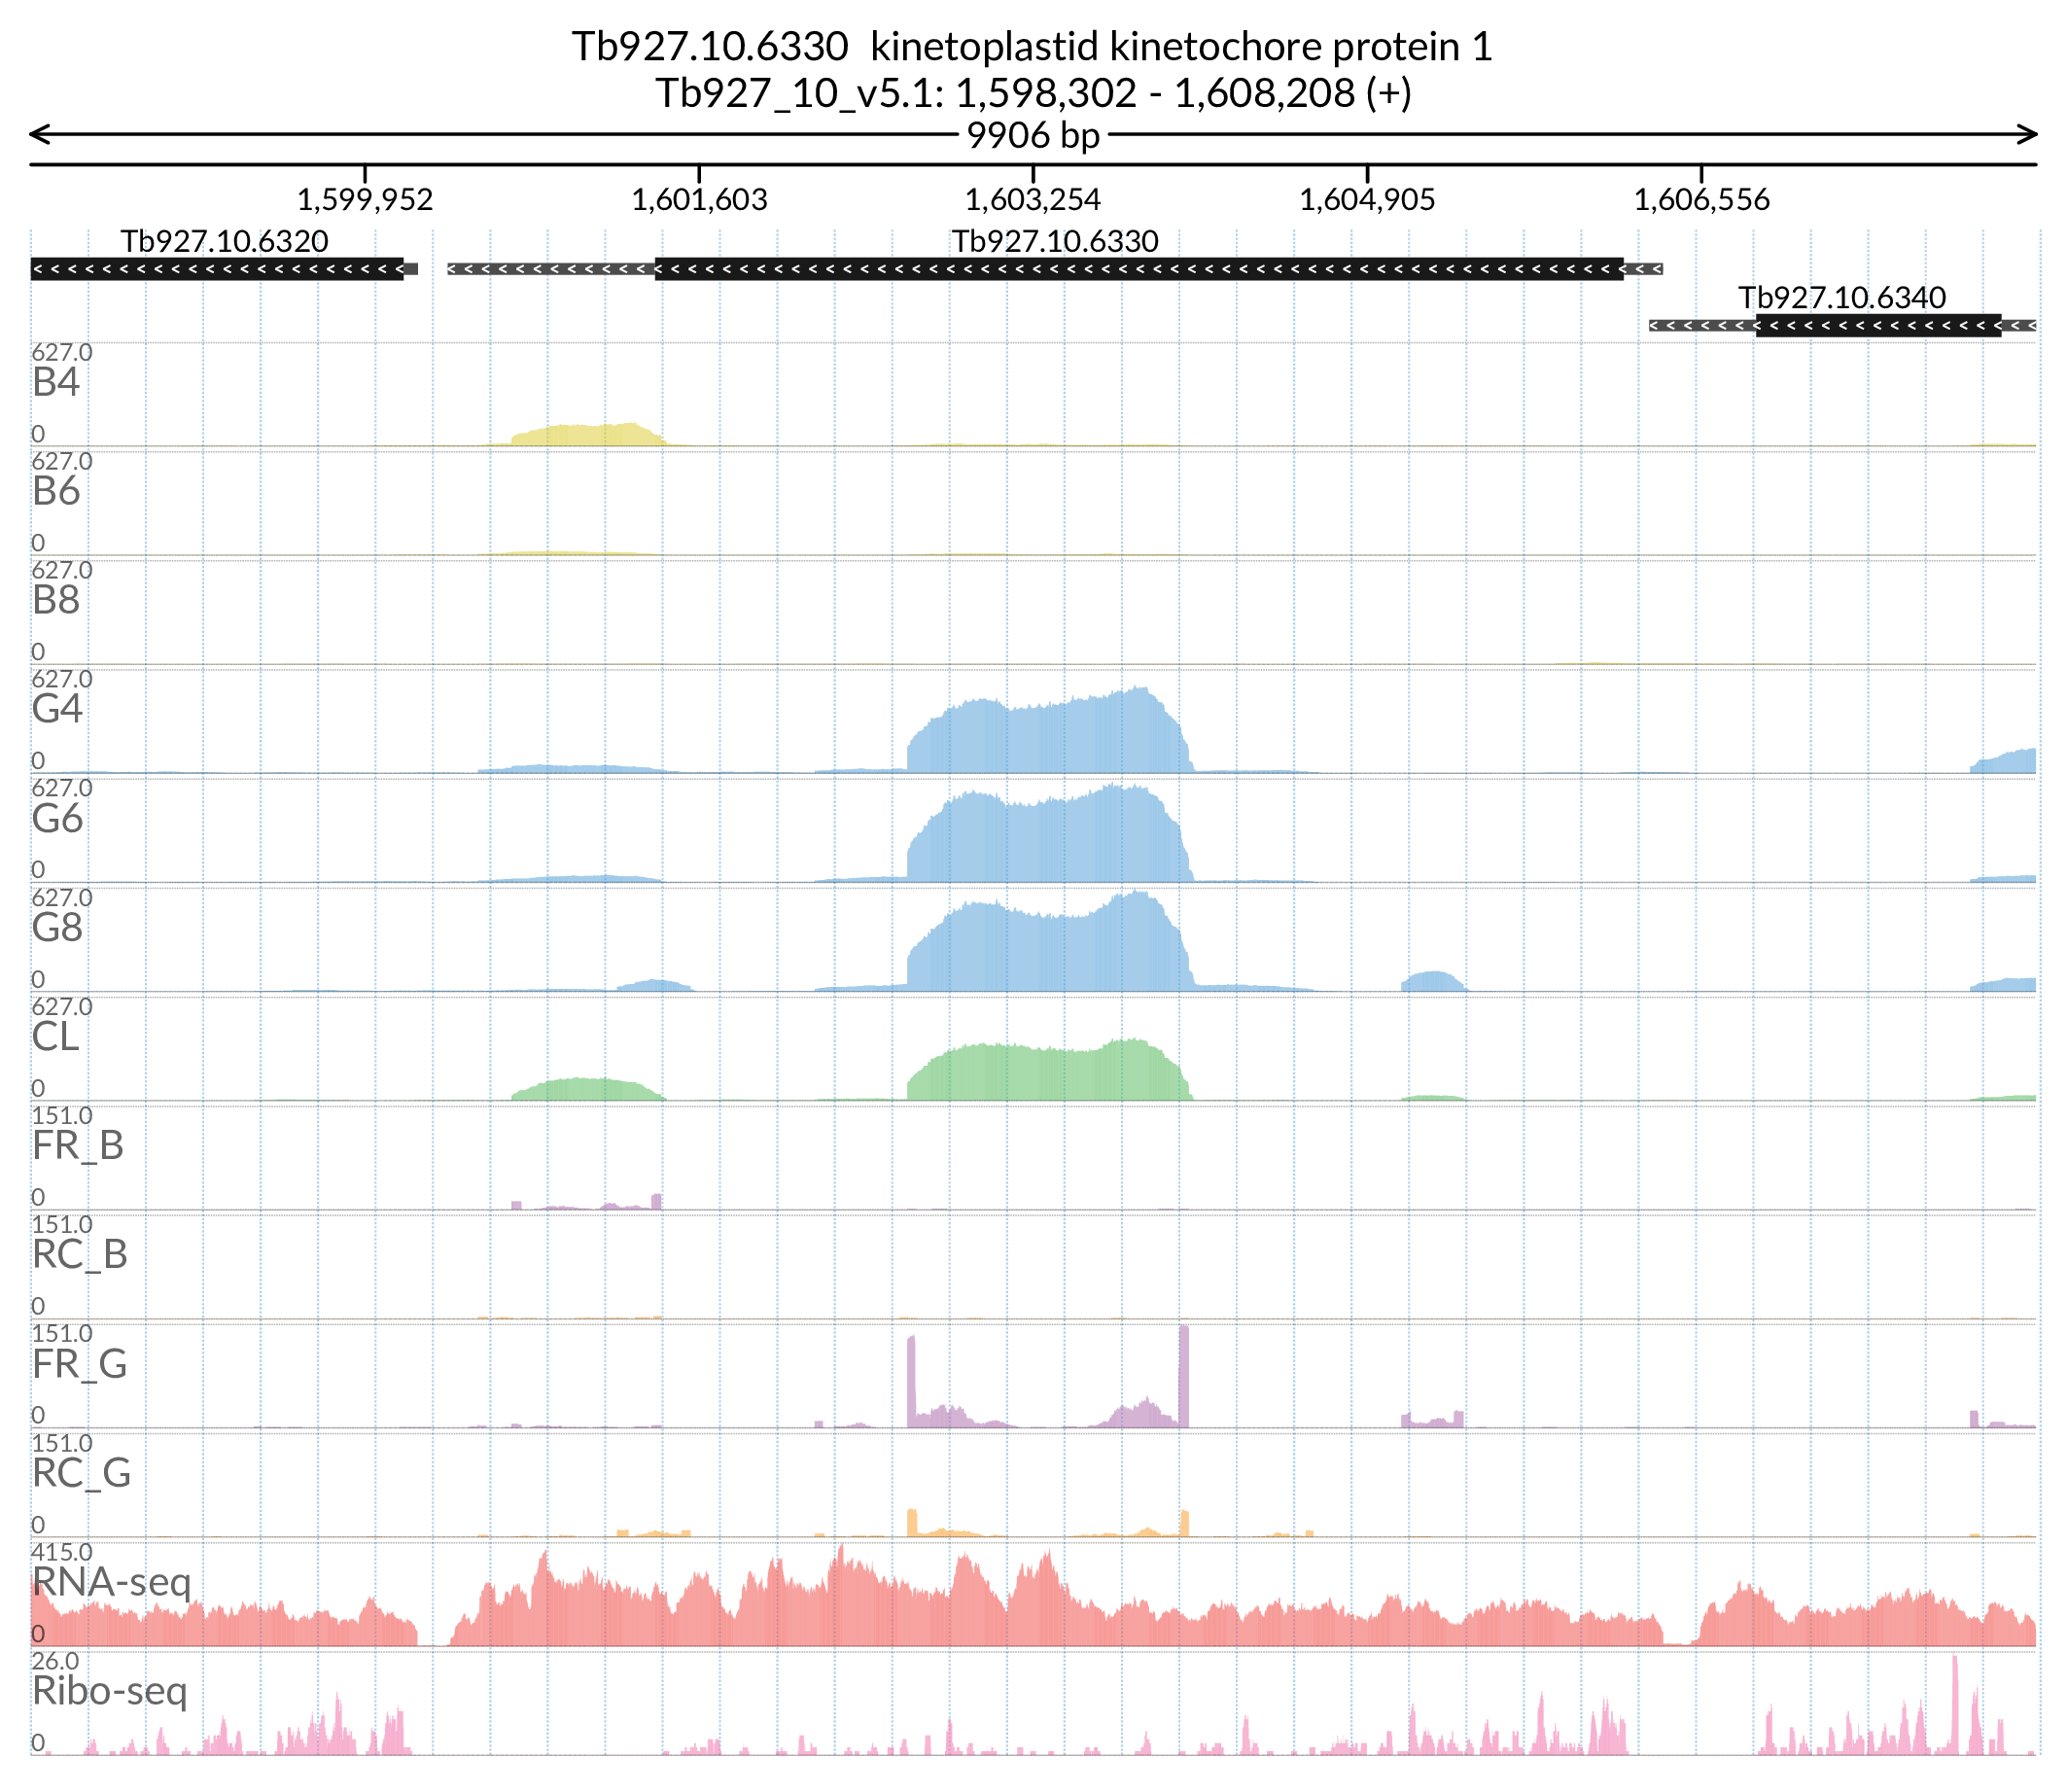 Tb927.10.6330  kinetoplastid kinetochore protein 1
Tb927_10_v5.1: 1,598,302 - 1,608,208 (+)
9906 bp
1,599,952 1,601,603 1,603,254 1,604,905 1,606,556
Tb927.10.6320 Tb927.10.6330
Tb927.10.6340
627.0
B4
0
627.0
B6
0
627.0
B8
0
627.0
G4
0
627.0
G6
0
627.0
G8
0
627.0
CL
0
151.0
FR_B
0
151.0
RC_B
0
151.0
FR_G
0
151.0
RC_G
0
415.0
RNA-seq
0
26.0
Ribo-seq
0